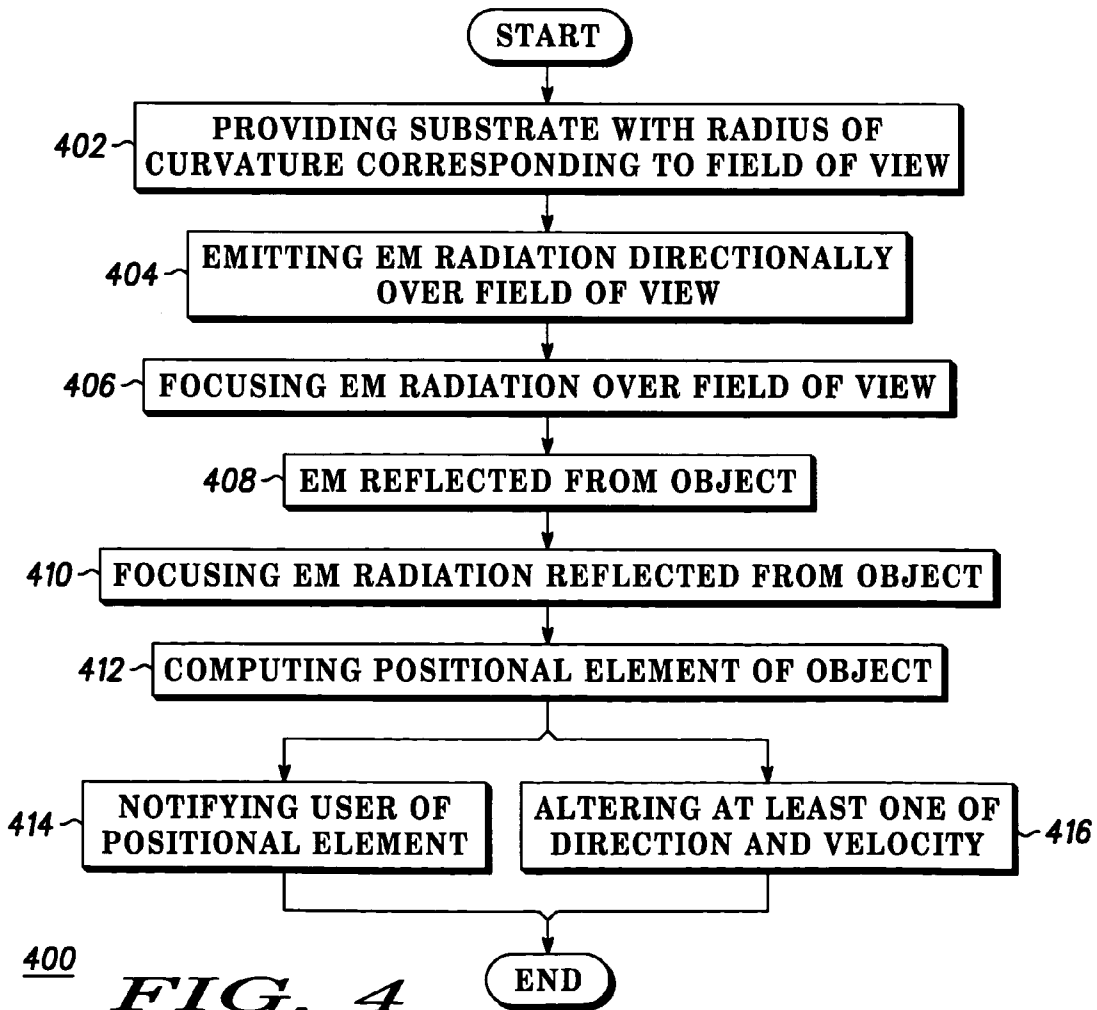 START
402
PROVIDING SUBSTRATE WITH RADIUS OF
CURVATURE CORRESPONDING TO FIELD OF VIEW
404
EMITTING EM RADIATION DIRECTIONALLY
OVER FIELD OF VIEW
406
FOCUSING EM RADIATION OVER FIELD OF VIEW
408
EM REFLECTED FROM OBJECT
410
FOCUSING EM RADIATION REFLECTED FROM OBJECT
412
COMPUTING POSITIONAL ELEMENT OF OBJECT
414
NOTIFYING USER OF
POSITIONAL ELEMENT
ALTERING AT LEAST ONE OF
DIRECTION AND VELOCITY
416
END
400
FIG. 4